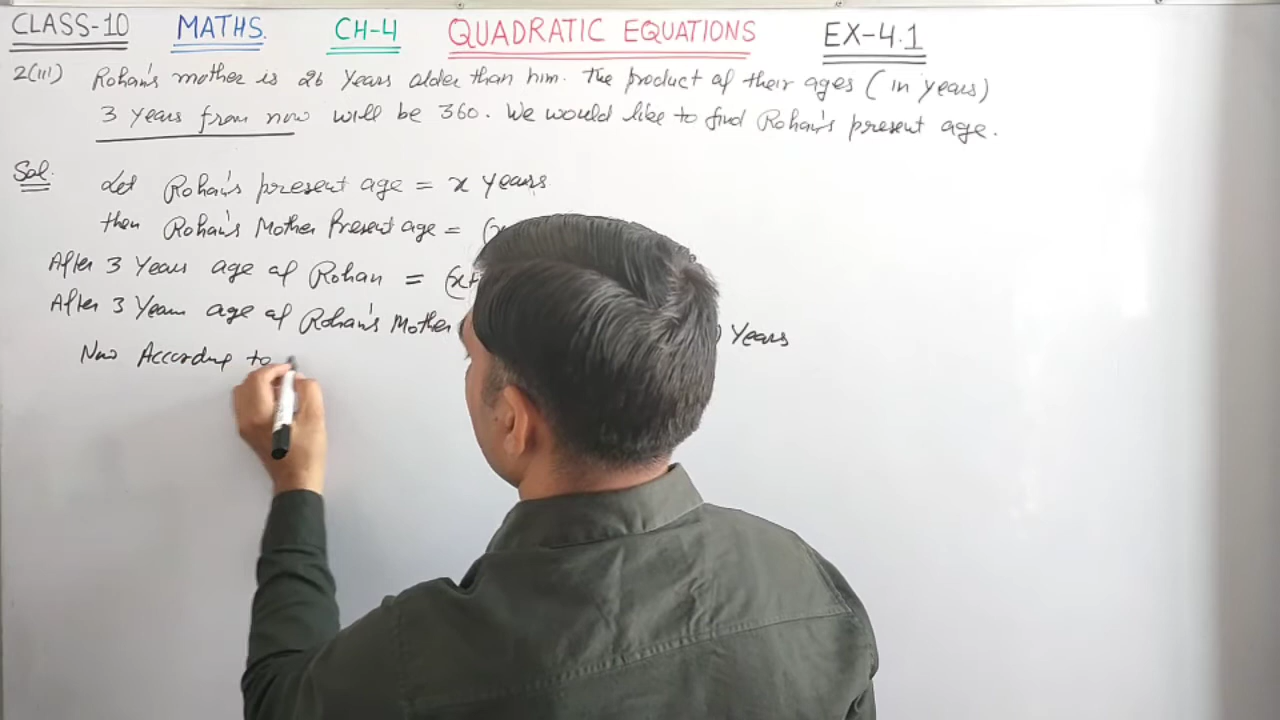 CLASS-10 MATHS. CH-4 QUADRATIC EQUATIONS EX-4.1
2(iii) Rohan's mother is 26 years older than him. The product of their ages (in years)
3 years from now will be 360. We would like to find Rohan's present age.
Sol. Let Rohan's present age = x years
then Rohan's Mother Present age = (
After 3 Years age of Rohan = (x+
After 3 Years age of Rohan's Mother ) Years
Now According to